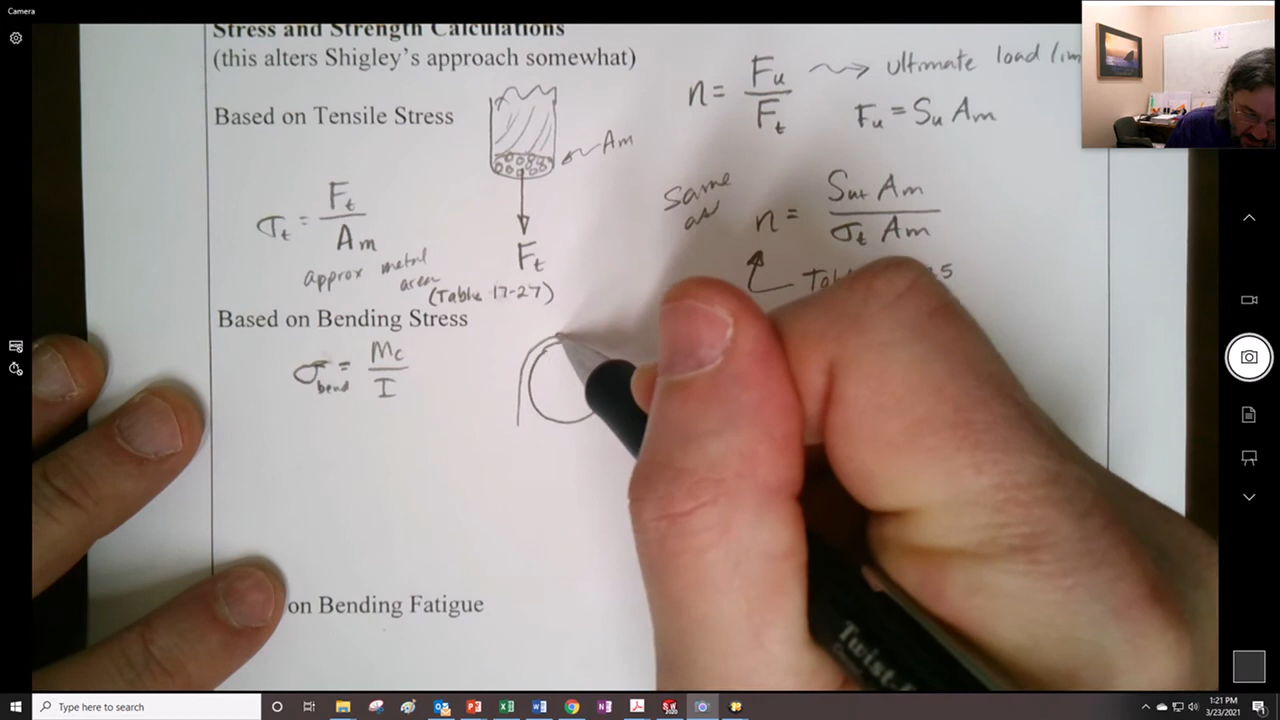 Camera
Stress and Strength Calculations
(this alters Shigley's approach somewhat)
n = Fu / Ft → ultimate load
Fu = Su Am
Based on Tensile Stress
Am
σt = Ft / Am
approx metal area
(Table 17-27)
Ft
same as
n = Sut Am / σt Am
Based on Bending Stress
σbend = Mc / I
on Bending Fatigue
Twist
Type here to search
1:21 PM
3/23/2021